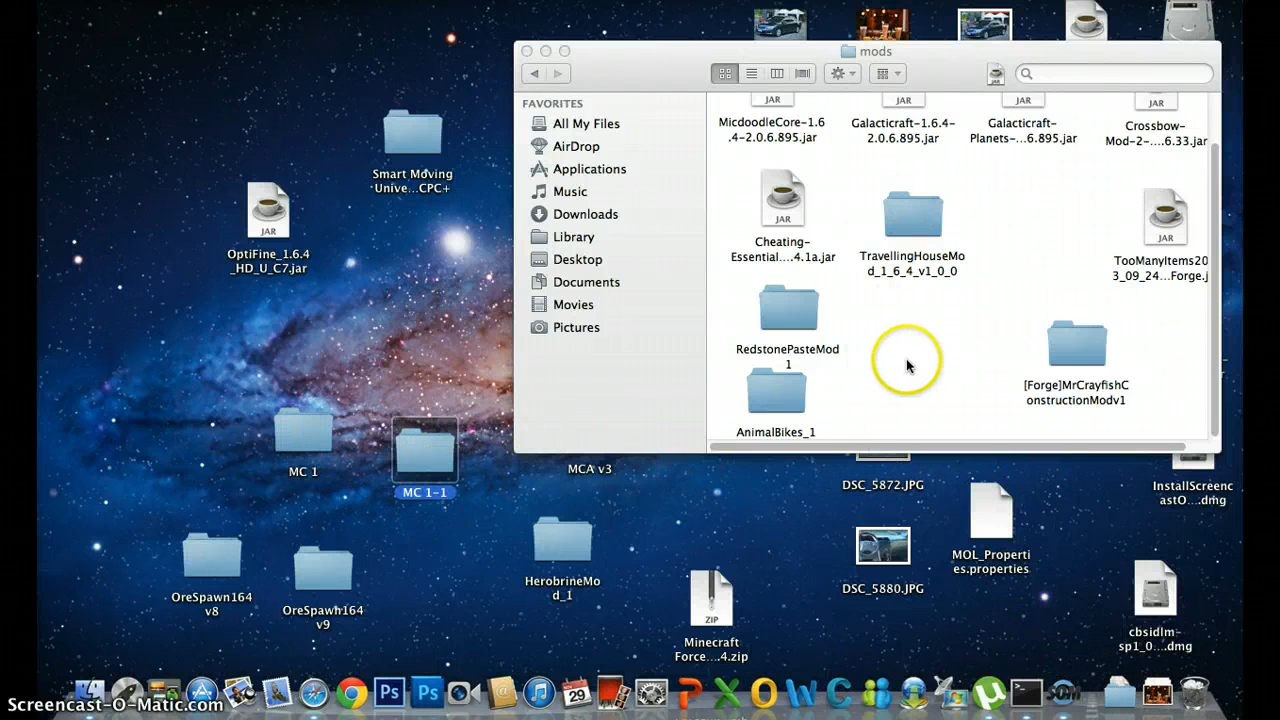 mods
FAVORITES
All My Files
AirDrop
Applications
Music
Downloads
Library
Desktop
Documents
Movies
Pictures
JAR
JAR
JAR
JAR
MicdoodleCore-1.6
.4-2.0.6.895.jar
Galacticraft-1.6.4-
2.0.6.895.jar
Galacticraft-
Planets-...6.895.jar
Crossbow-
Mod-2-....6.33.jar
JAR
Cheating-
Essential....4.1a.jar
TravellingHouseMo
d_1_6_4_v1_0_0
JAR
TooManyItems20
3_09_24...Forge.j
RedstonePasteMod
1
[Forge]MrCrayfishC
onstructionModv1
AnimalBikes_1
Smart Moving
Unive...CPC+
JAR
OptiFine_1.6.4
_HD_U_C7.jar
MC 1
MC 1-1
MCA v3
DSC_5872.JPG
InstallScreenc
astO....dmg
OreSpawn164
v8
OreSpawn164
v9
HerobrineMo
d_1
DSC_5880.JPG
MOL_Properti
es.properties
ZIP
Minecraft
Force....4.zip
cbsidlm-
sp1_0....dmg
29
Ps
Ps
SOM
Screencast-O-Matic.com